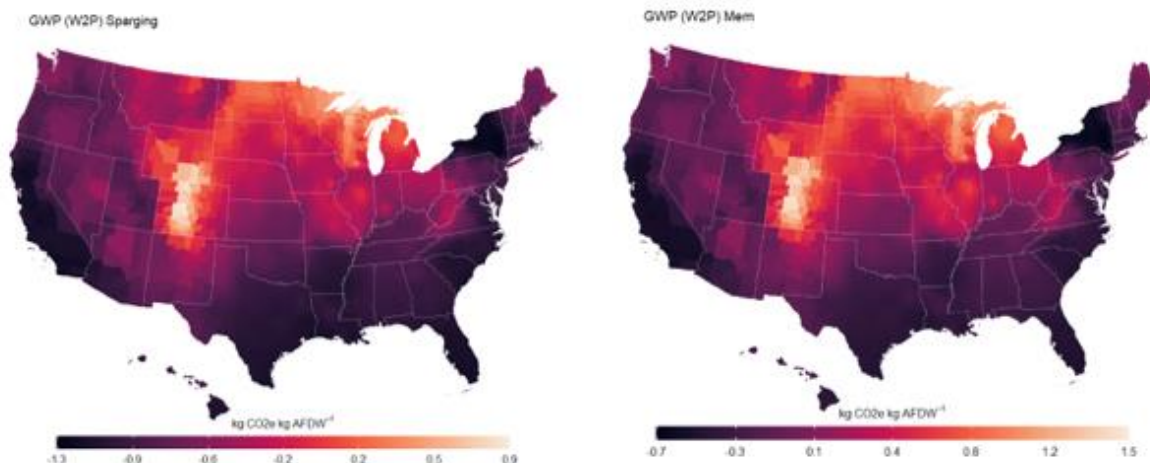 GWP (W2P) Sparging
GWP (W2P) Mem
kg CO2e kg AFDW⁻¹
-1.3 -0.9 -0.6 -0.2 0.2 0.5 0.9
kg CO2e kg AFDW⁻¹
-0.7 -0.3 0.1 0.4 0.8 1.2 1.5